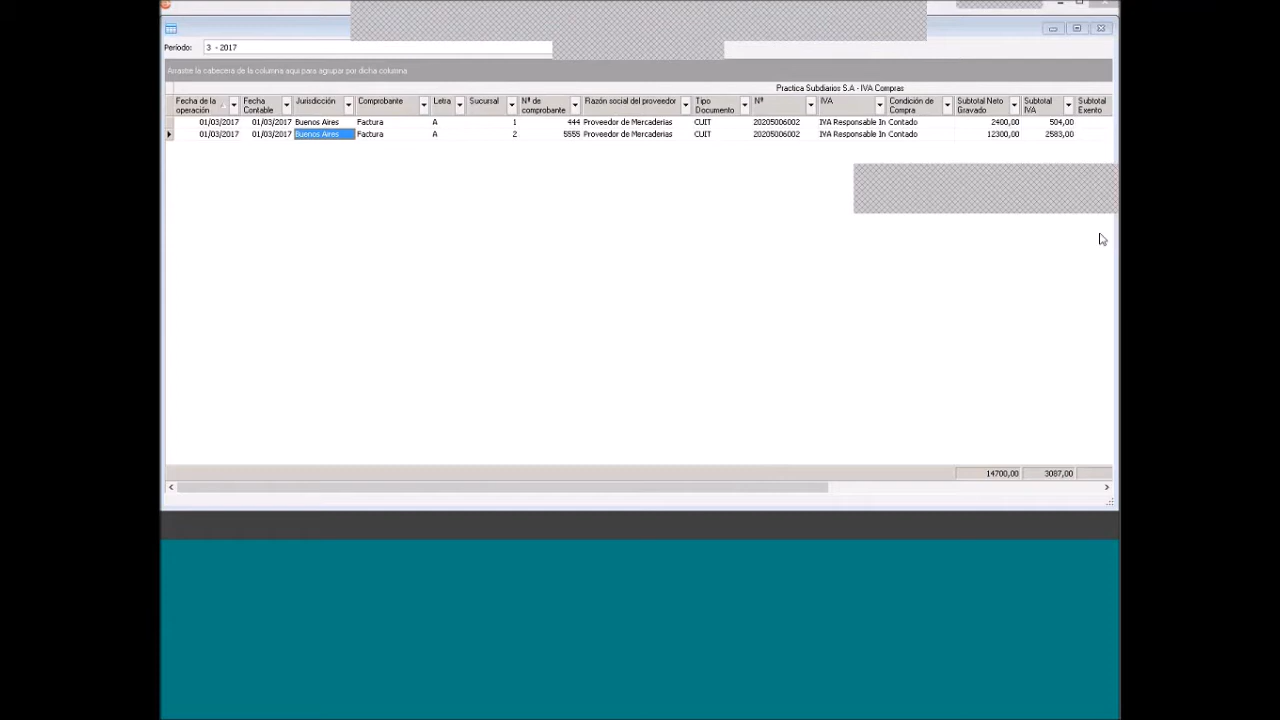 Período: 3 - 2017
Arrastre la cabecera de la columna aqui para agrupar por dicha columna
Practica Subdiarios S.A - IVA Compras
Fecha de la operación Fecha Contable Jurisdicción Comprobante Letra Sucursal Nº de comprobante Razón social del proveedor Tipo Documento Nº IVA Condición de Compra Subtotal Neto Gravado Subtotal IVA Subtotal Exento
01/03/2017 01/03/2017 Buenos Aires Factura A 1 444 Proveedor de Mercaderias CUIT 20205006002 IVA Responsable In Contado 2400,00 504,00
01/03/2017 01/03/2017 Buenos Aires Factura A 2 5555 Proveedor de Mercaderias CUIT 20205006002 IVA Responsable In Contado 12300,00 2583,00
14700,00 3087,00